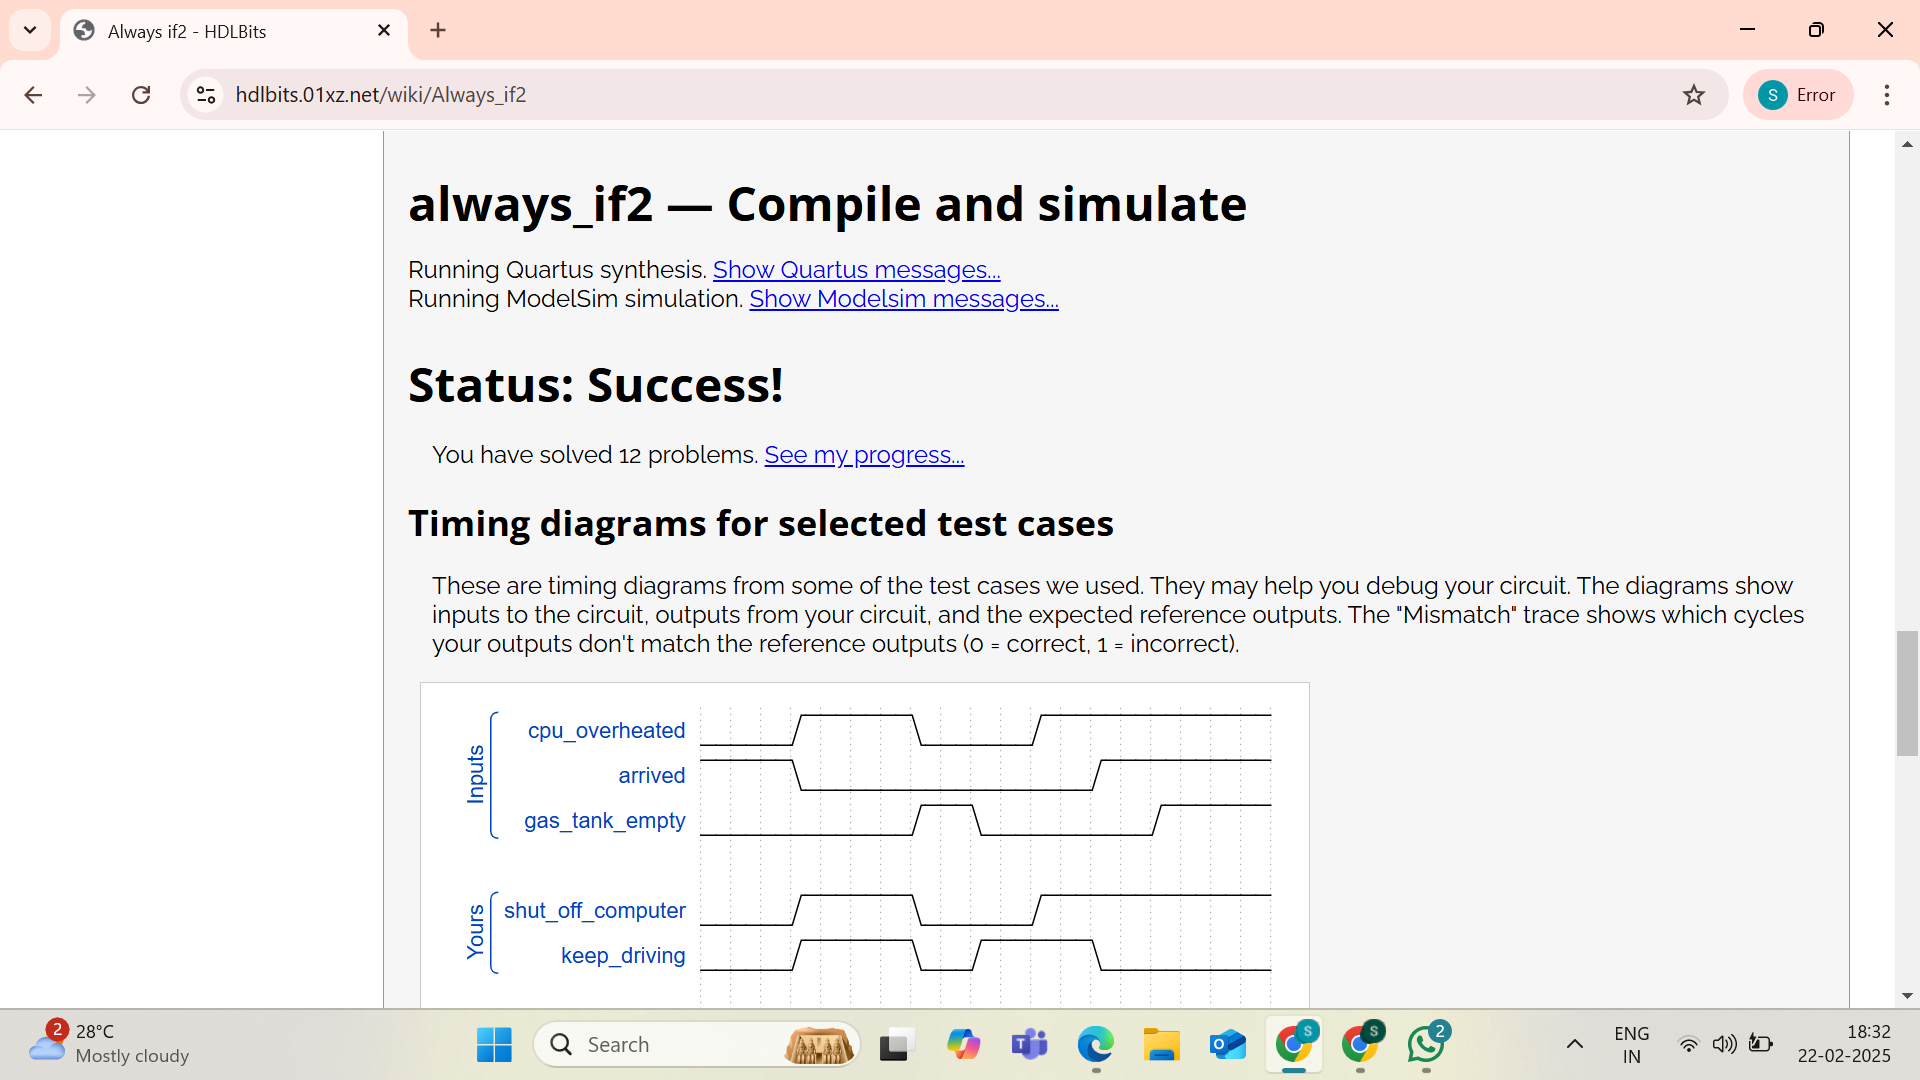 Always if2 - HDLBits
hdlbits.01xz.net/wiki/Always_if2
S
Error
always_if2 — Compile and simulate
Running Quartus synthesis. Show Quartus messages...
Running ModelSim simulation. Show Modelsim messages...
Status: Success!
You have solved 12 problems. See my progress...
Timing diagrams for selected test cases
These are timing diagrams from some of the test cases we used. They may help you debug your circuit. The diagrams show
inputs to the circuit, outputs from your circuit, and the expected reference outputs. The "Mismatch" trace shows which cycles
your outputs don't match the reference outputs (0 = correct, 1 = incorrect).
Inputs
cpu_overheated
arrived
gas_tank_empty
Yours
shut_off_computer
keep_driving
2
28°C
Mostly cloudy
Search
T
O
S
S
2
ENG
IN
18:32
22-02-2025